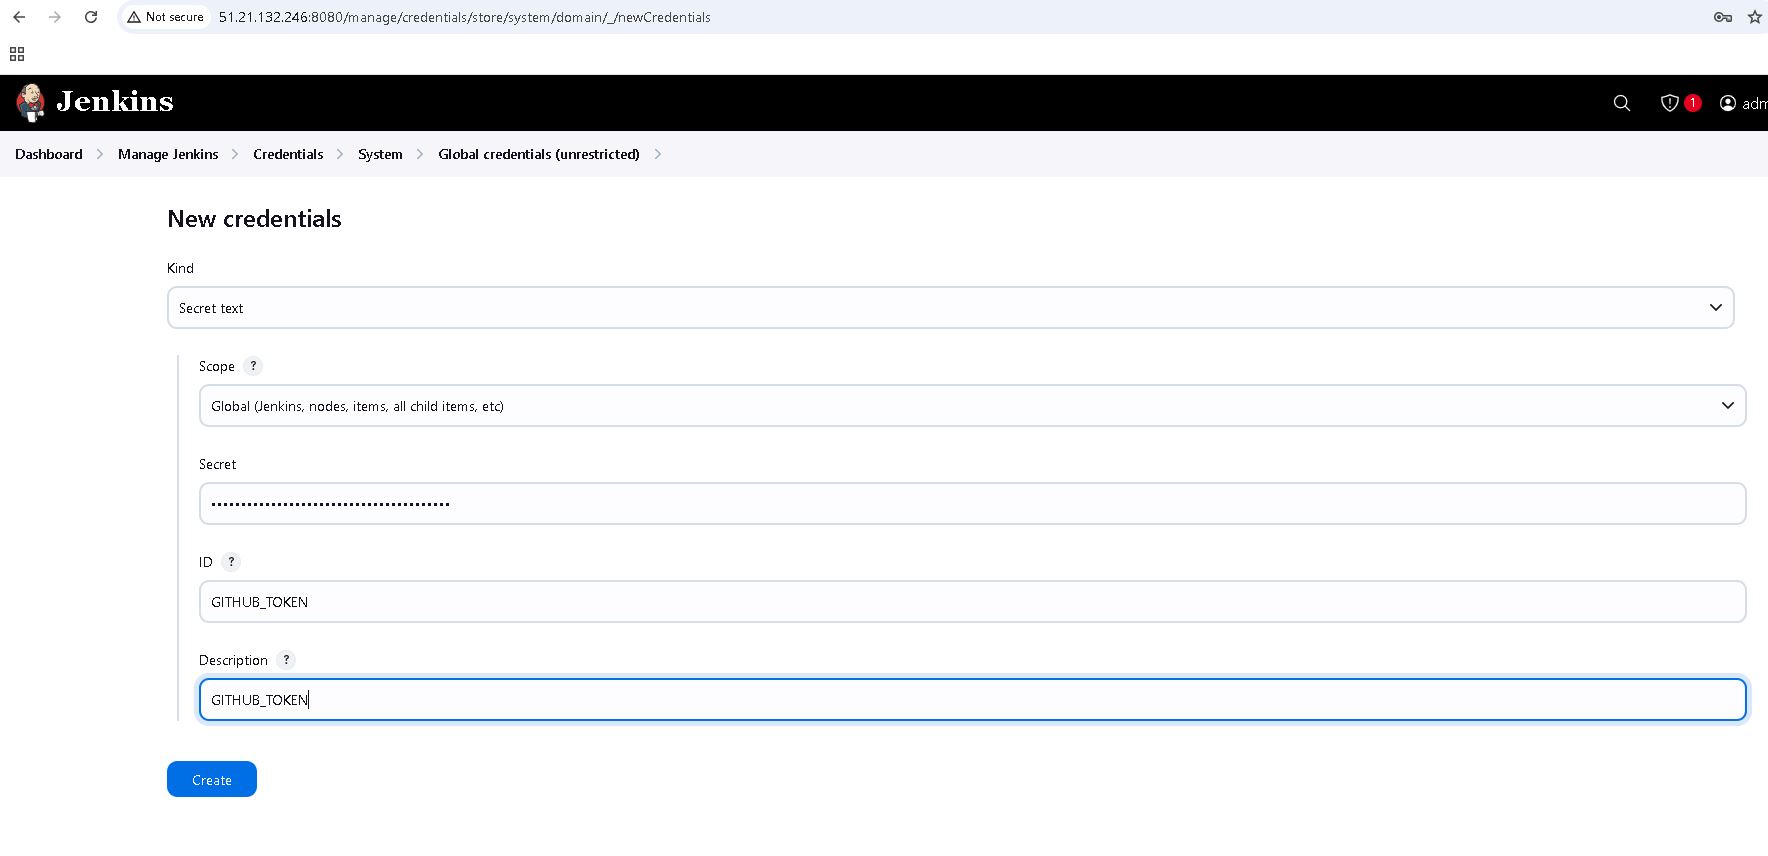 Not secure 51.21.132.246:8080/manage/credentials/store/system/domain/_/newCredentials
Jenkins
1
adm
Dashboard > Manage Jenkins > Credentials > System > Global credentials (unrestricted) >
New credentials
Kind
Secret text
Scope ?
Global (Jenkins, nodes, items, all child items, etc)
Secret
ID ?
GITHUB_TOKEN
Description ?
GITHUB_TOKEN
Create